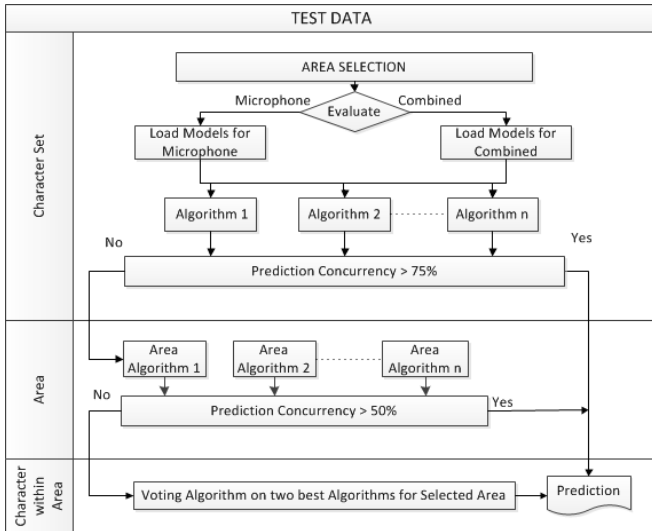 TEST DATA
Character Set
AREA SELECTION
Microphone
Evaluate
Combined
Load Models for
Microphone
Load Models for
Combined
Algorithm 1
Algorithm 2
Algorithm n
No
Yes
Prediction Concurrency > 75%
Area
Area
Algorithm 1
Area
Algorithm 2
Area
Algorithm n
No
Prediction Concurrency > 50%
Yes
Character
within
Area
Voting Algorithm on two best Algorithms for Selected Area
Prediction